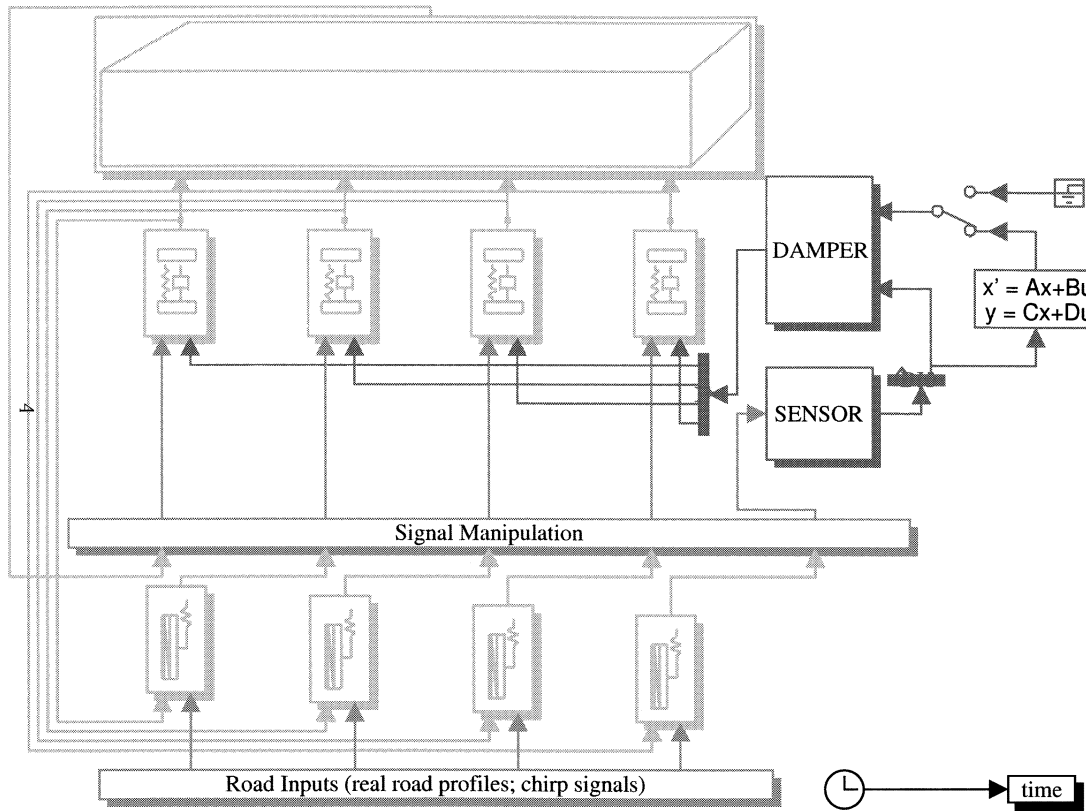 DAMPER
x' = Ax+Bu
y = Cx+Du
SENSOR
4
Signal Manipulation
Road Inputs (real road profiles; chirp signals)
time